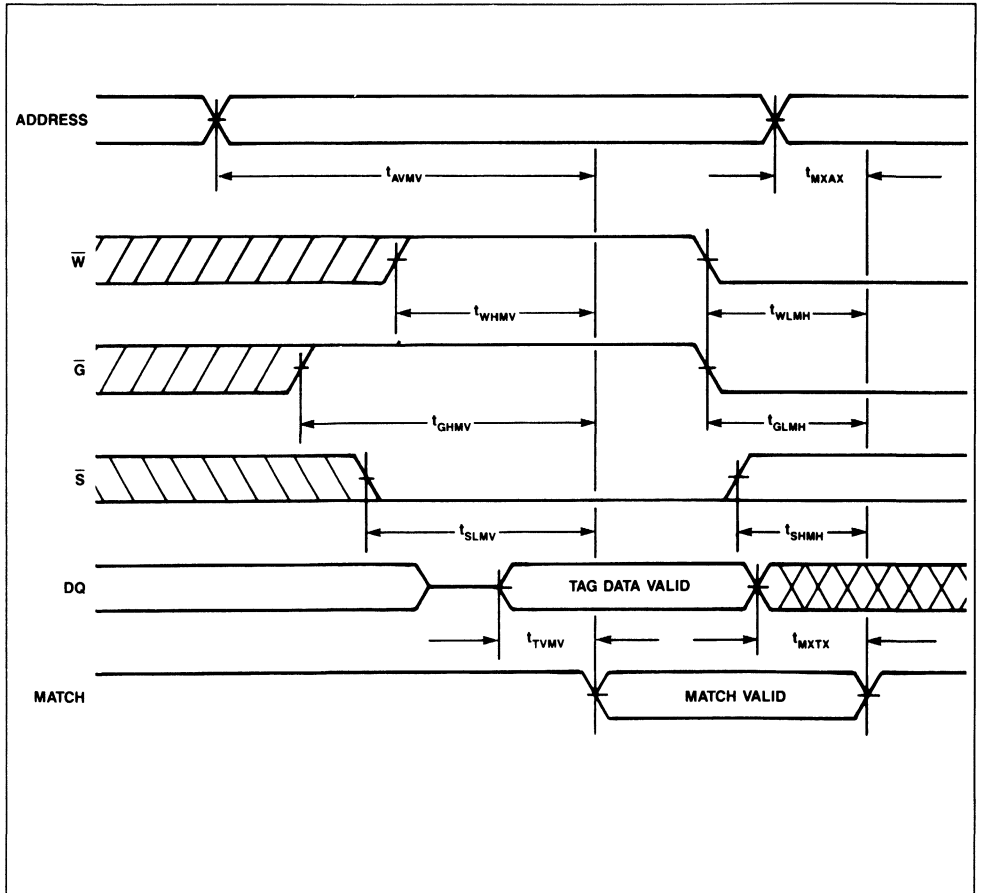 ADDRESS
t_AVMV
t_MXAX
W̅
t_WHMV
t_WLMH
G̅
t_GHMV
t_GLMH
S̅
t_SLMV
t_SHMH
DQ
TAG DATA VALID
t_TVMV
t_MXTX
MATCH
MATCH VALID